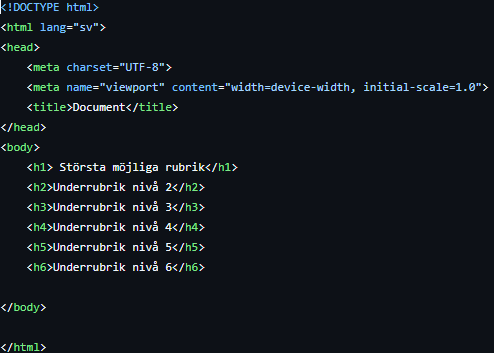 <!DOCTYPE html>
<html lang="sv">
<head>
    <meta charset="UTF-8">
    <meta name="viewport" content="width=device-width, initial-scale=1.0">
    <title>Document</title>
</head>
<body>
    <h1> Största möjliga rubrik</h1>
    <h2>Underrubrik nivå 2</h2>
    <h3>Underrubrik nivå 3</h3>
    <h4>Underrubrik nivå 4</h4>
    <h5>Underrubrik nivå 5</h5>
    <h6>Underrubrik nivå 6</h6>

</body>

</html>